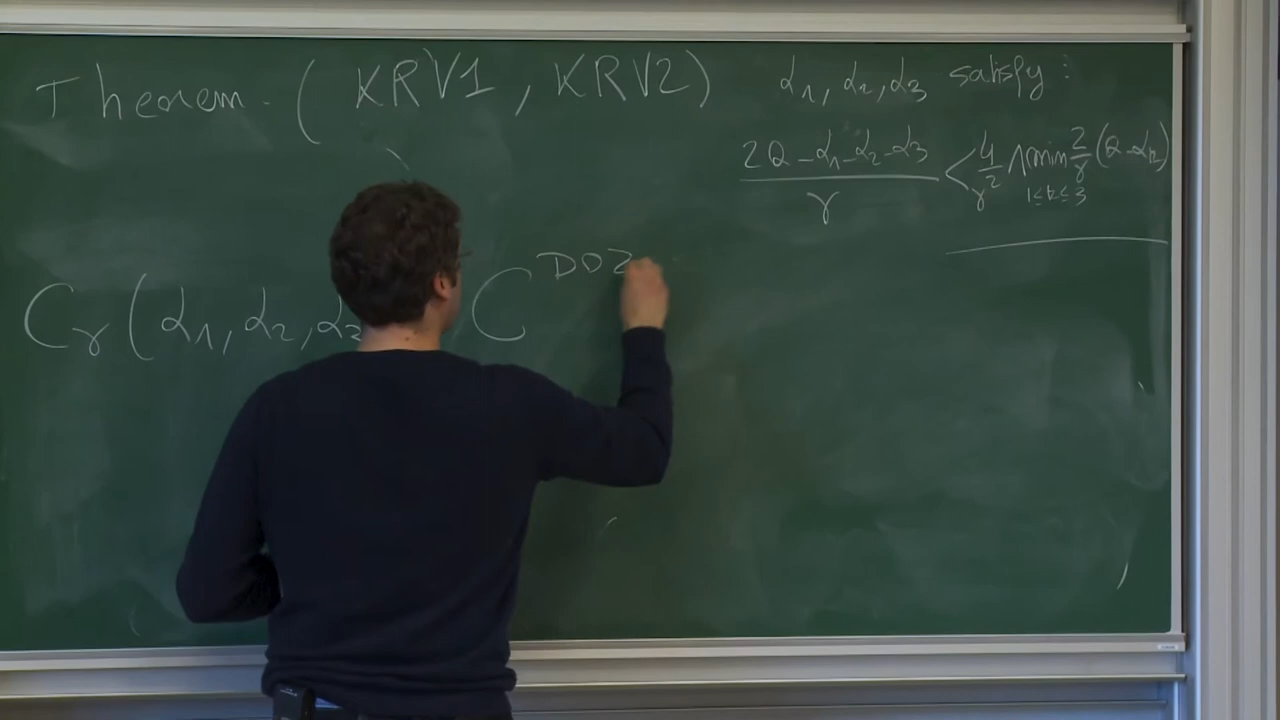 Theorem. ( KRV1 , KRV2 )
α1, α2, α3 satisfy :
(2Q - α1 - α2 - α3)/γ < 4/γ² ∧ min 2/γ (Q - αk)
1≤k≤3
Cγ(α1, α2, α3 C DOZ